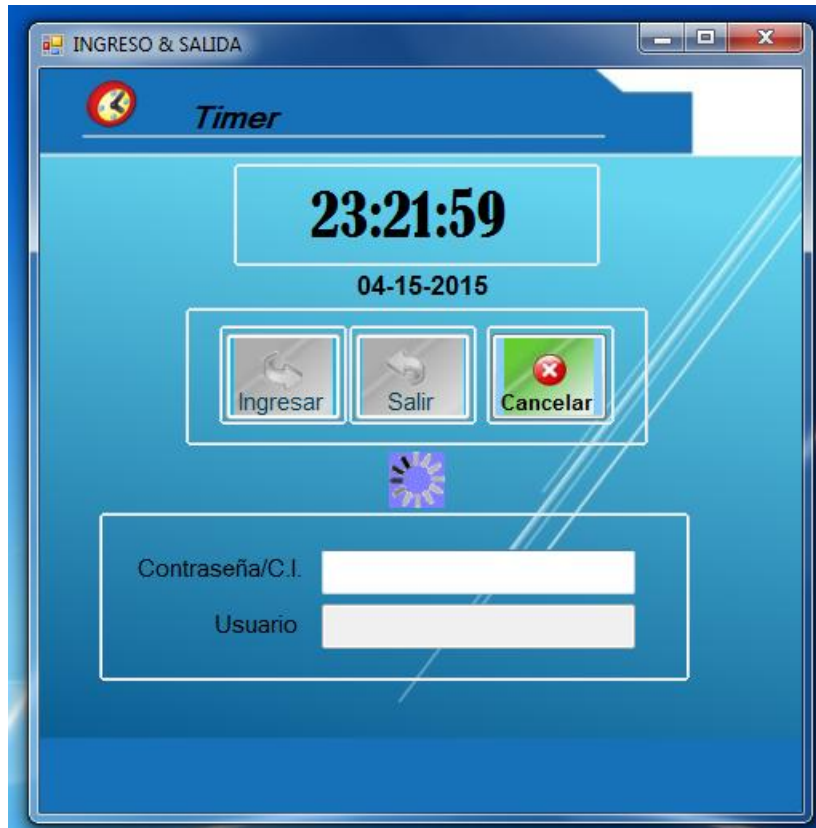 INGRESO & SALIDA
Timer
23:21:59
04-15-2015
Ingresar Salir Cancelar
Contraseña/C.I.
Usuario